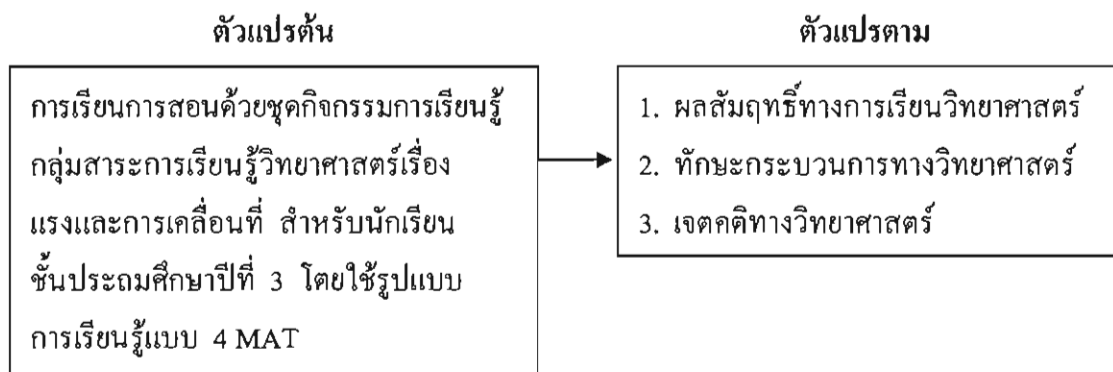 ตัวแปรต้น
การเรียนการสอนด้วยชุดกิจกรรมการเรียนรู้
กลุ่มสาระการเรียนรู้วิทยาศาสตร์เรื่อง
แรงและการเคลื่อนที่ สำหรับนักเรียน
ชั้นประถมศึกษาปีที่ 3 โดยใช้รูปแบบ
การเรียนรู้แบบ 4 MAT
ตัวแปรตาม
1. ผลสัมฤทธิ์ทางการเรียนวิทยาศาสตร์
2. ทักษะกระบวนการทางวิทยาศาสตร์
3. เจตคติทางวิทยาศาสตร์